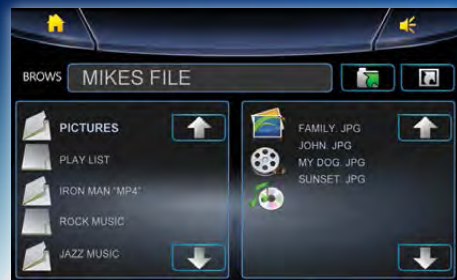 BROWS MIKES FILE
PICTURES
PLAY LIST
IRON MAN "MP4"
ROCK MUSIC
JAZZ MUSIC
FAMILY. JPG
JOHN. JPG
MY DOG. JPG
SUNSET. JPG